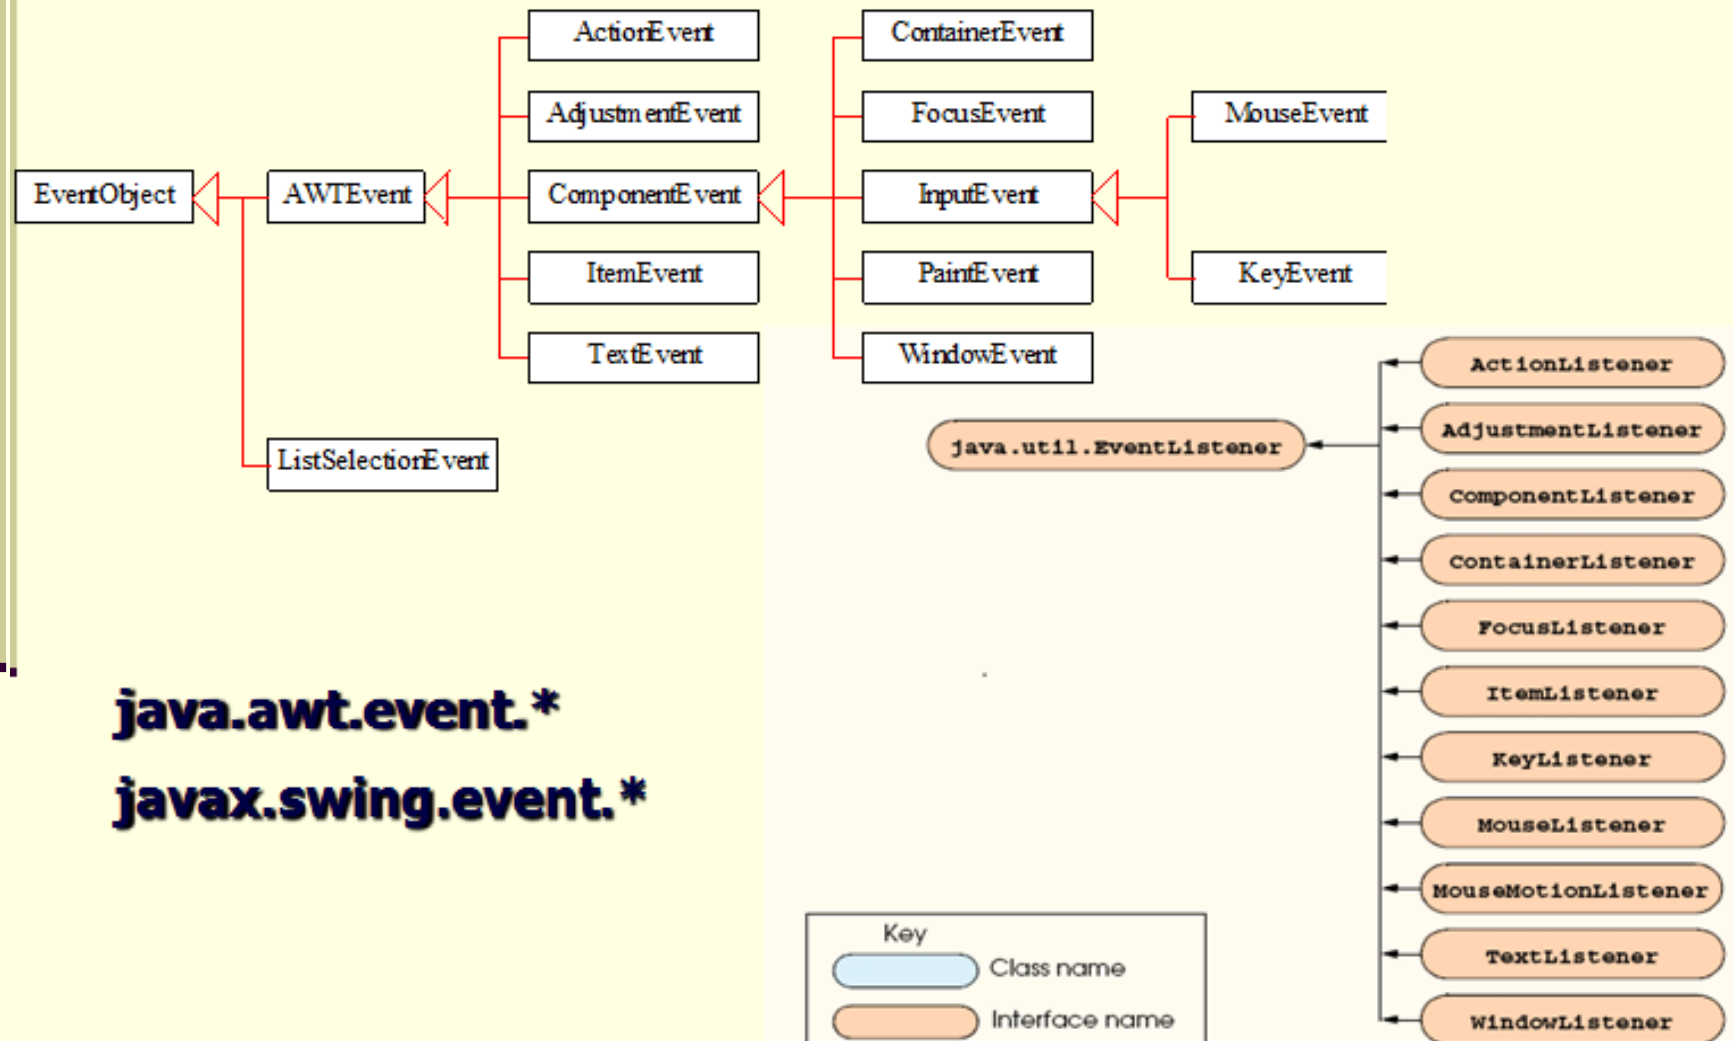 ActionEvent
ContainerEvent
AdjustmentEvent
FocusEvent
MouseEvent
EventObject
AWTEvent
ComponentEvent
InputEvent
ItemEvent
PaintEvent
KeyEvent
TextEvent
WindowEvent
ListSelectionEvent
java.util.EventListener
ActionListener
AdjustmentListener
ComponentListener
ContainerListener
FocusListener
ItemListener
KeyListener
MouseListener
MouseMotionListener
TextListener
WindowListener
java.awt.event.*
javax.swing.event.*
Key
Class name
Interface name